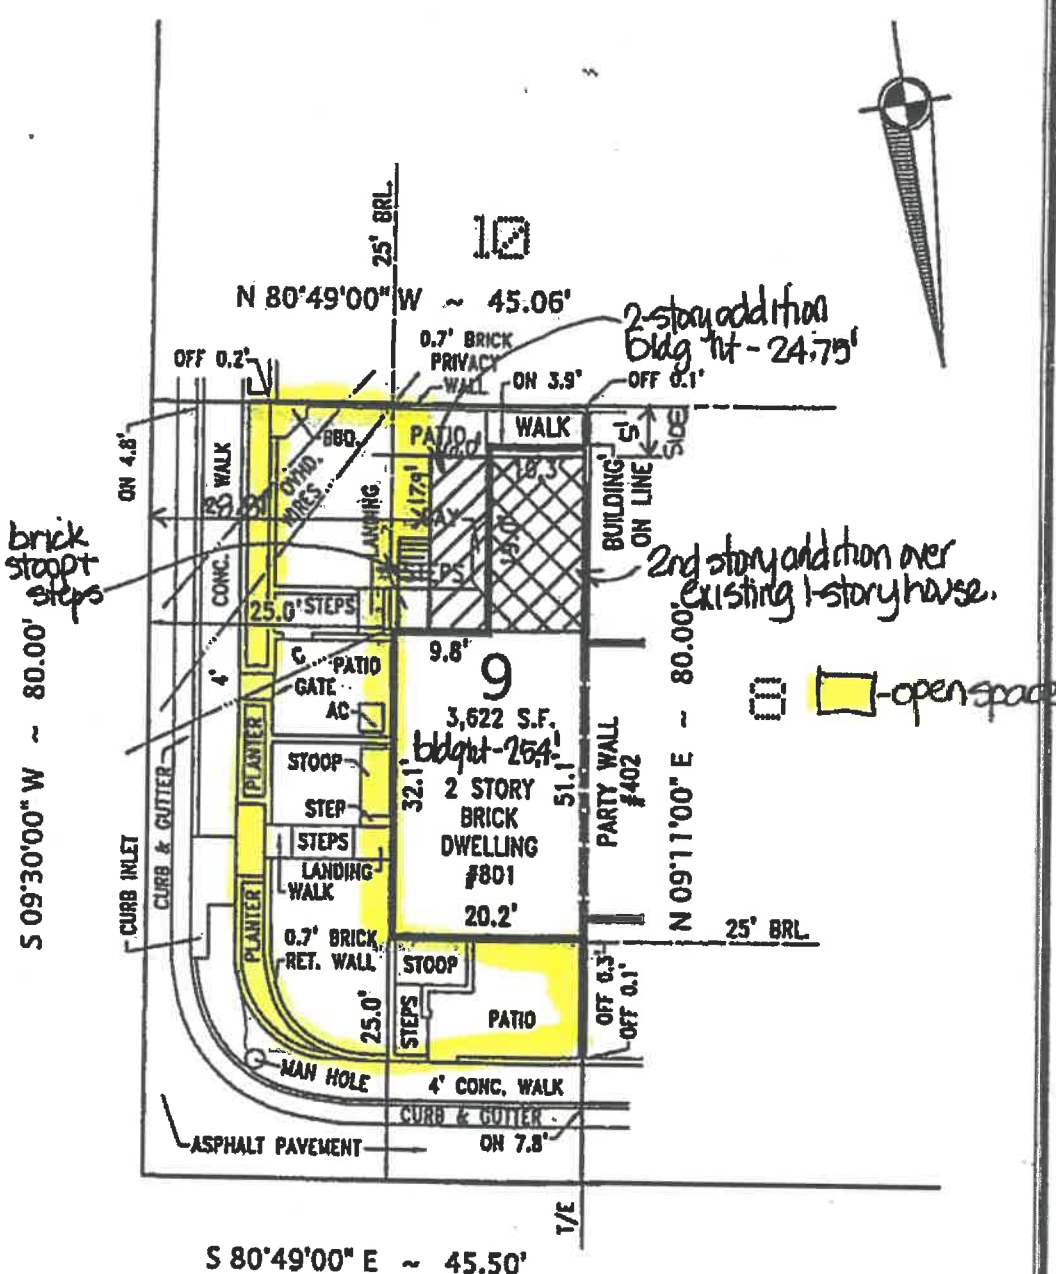 25' BRL.
10
N 80°49'00" W ~ 45.06'
2-story addition
bldg ht - 24.75'
0.7' BRICK
PRIVACY
WALL
OFF 0.2'
ON 3.9'
OFF 0.1'
ON 4.8'
WALK
BBQ.
PATIO
WALK
5'
SIDE
OVHD.
WIRES
17.9'
BUILDING
ON LINE
brick
stoop+
steps
2nd story addition over
existing 1-story house.
CONC.
25.0'
STEPS
4'
9.8'
PATIO
GATE
AC
9
3,622 S.F.
bldg ht - 25.4'
2 STORY
BRICK
DWELLING
#801
20.2'
32.1'
51.1'
PARTY WALL
#402
S 09°30'00" W ~ 80.00'
N 09°11'00" E ~ 80.00'
-open space
PLANTER
STOOP
STEP
STEPS
LANDING
WALK
CURB INLET
CURB & GUTTER
PLANTER
0.7' BRICK
RET. WALL
25' BRL.
STOOP
STEPS
PATIO
25.0'
OFF 0.3'
OFF 0.1'
MAN HOLE
4' CONC. WALK
CURB & GUTTER
ASPHALT PAVEMENT
ON 7.8'
T/E
S 80°49'00" E ~ 45.50'